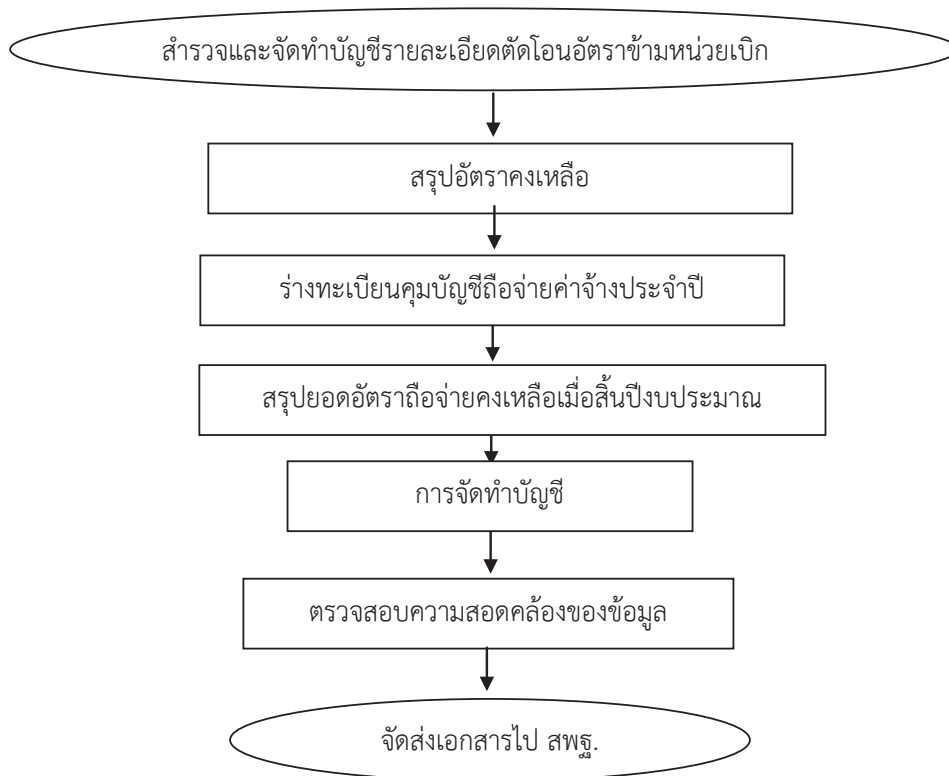 สำรวจและจัดทำบัญชีรายละเอียดตัดโอนอัตราข้ามหน่วยเบิก
สรุปอัตราคงเหลือ
ร่างทะเบียนคุมบัญชีถือจ่ายค่าจ้างประจำปี
สรุปยอดอัตราถือจ่ายคงเหลือเมื่อสิ้นปีงบประมาณ
การจัดทำบัญชี
ตรวจสอบความสอดคล้องของข้อมูล
จัดส่งเอกสารไป สพฐ.